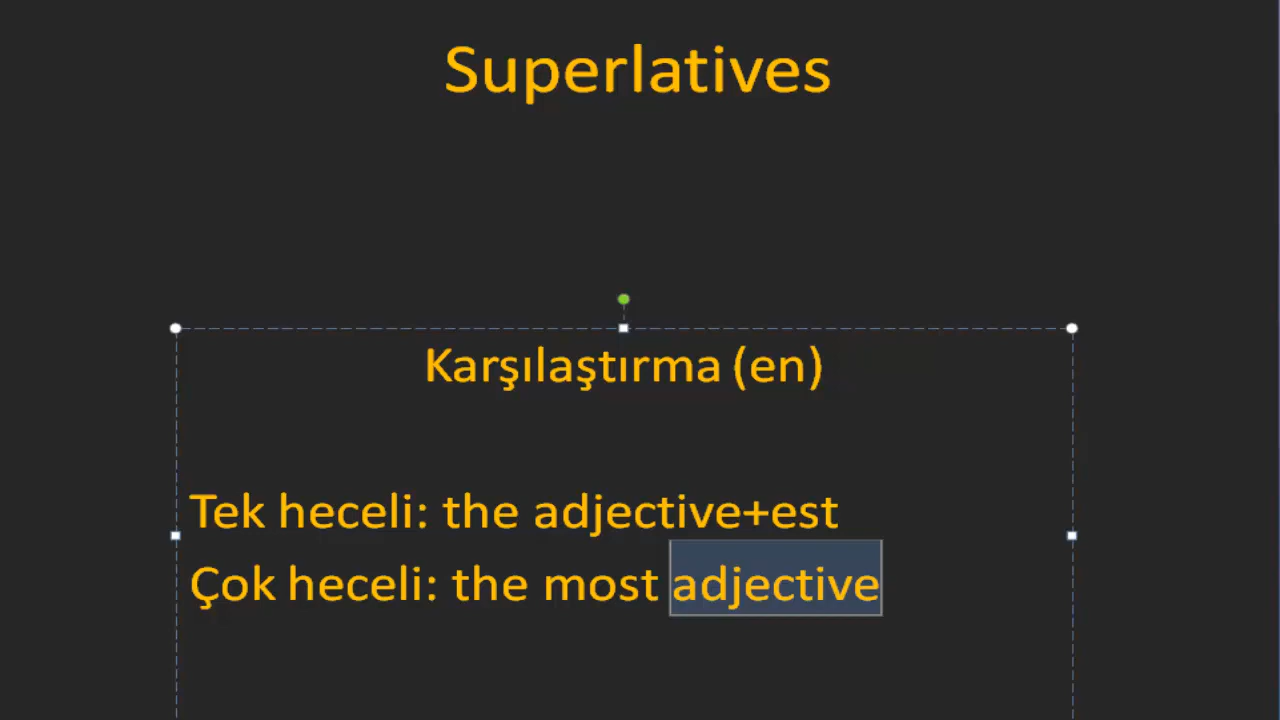 Superlatives
Karşılaştırma (en)
Tek heceli: the adjective+est
Çok heceli: the most adjective